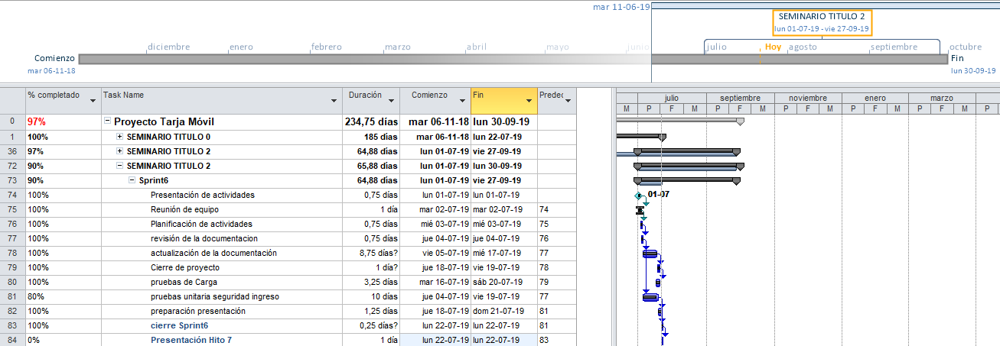 mar 11-06-19
SEMINARIO TITULO 2
lun 01-07-19 - vie 27-09-19
diciembre enero febrero marzo abril mayo junio julio Hoy agosto septiembre octubre
Comienzo
mar 06-11-18
Fin
lun 30-09-19
% completado Task Name Duración Comienzo Fin Predec
julio septiembre noviembre enero marzo
M P F M P F M P F M P F M P F M P
0 97% Proyecto Tarja Móvil 234,75 días mar 06-11-18 lun 30-09-19
1 100% SEMINARIO TITULO 0 185 días mar 06-11-18 lun 22-07-19
36 97% SEMINARIO TITULO 2 64,88 días lun 01-07-19 vie 27-09-19
72 90% SEMINARIO TITULO 2 65,88 días lun 01-07-19 lun 30-09-19
73 90% Sprint6 64,88 días lun 01-07-19 vie 27-09-19
74 100% Presentación de actividades 0,75 días lun 01-07-19 lun 01-07-19 01-07
75 100% Reunión de equipo 1 día mar 02-07-19 mar 02-07-19 74
76 100% Planificación de actividades 0,75 días mié 03-07-19 mié 03-07-19 75
77 100% revisión de la documentacion 0,75 días jue 04-07-19 jue 04-07-19 76
78 100% actualización de la documentación 8,75 días? vie 05-07-19 mié 17-07-19 77
79 100% Cierre de proyecto 1 día? jue 18-07-19 vie 19-07-19 78
80 100% pruebas de Carga 3,25 días mar 16-07-19 sáb 20-07-19 79
81 80% pruebas unitaria seguridad ingreso 10 días jue 04-07-19 vie 19-07-19 77
82 100% preparación presentación 1,25 días jue 18-07-19 dom 21-07-19 81
83 100% cierre Sprint6 0,25 días? lun 22-07-19 lun 22-07-19 81
84 0% Presentación Hito 7 1 día lun 22-07-19 lun 22-07-19 83